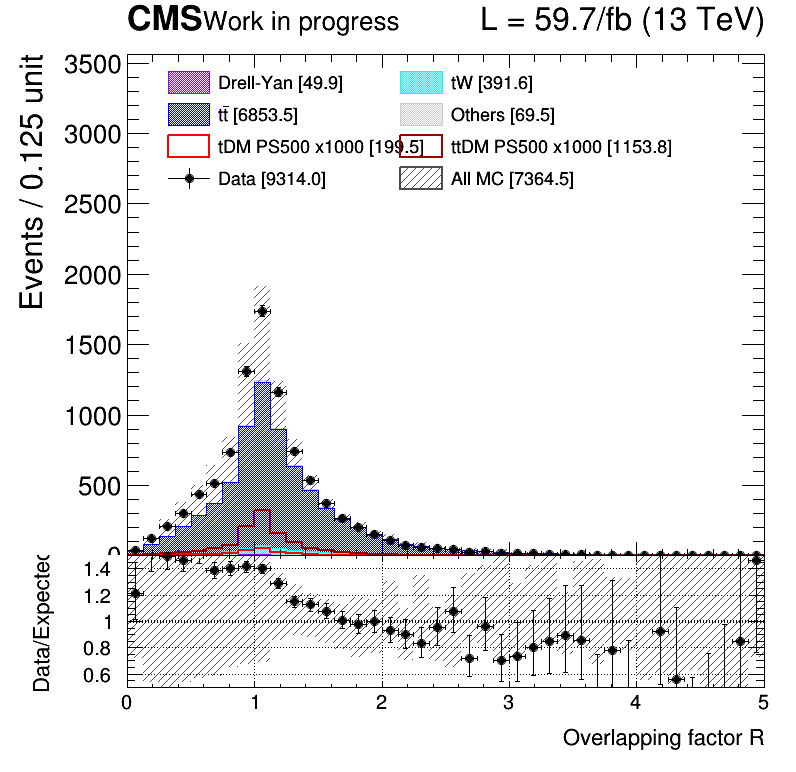 CMS Work in progress L = 59.7/fb (13 TeV)
Events / 0.125 unit
3500
3000
2500
2000
1500
1000
500
0
Drell-Yan [49.9] tW [391.6]
tt̄ [6853.5] Others [69.5]
tDM PS500 x1000 [199.5] ttDM PS500 x1000 [1153.8]
Data [9314.0] All MC [7364.5]
Data/Expected
1.4
1.2
1
0.8
0.6
0 1 2 3 4 5
Overlapping factor R